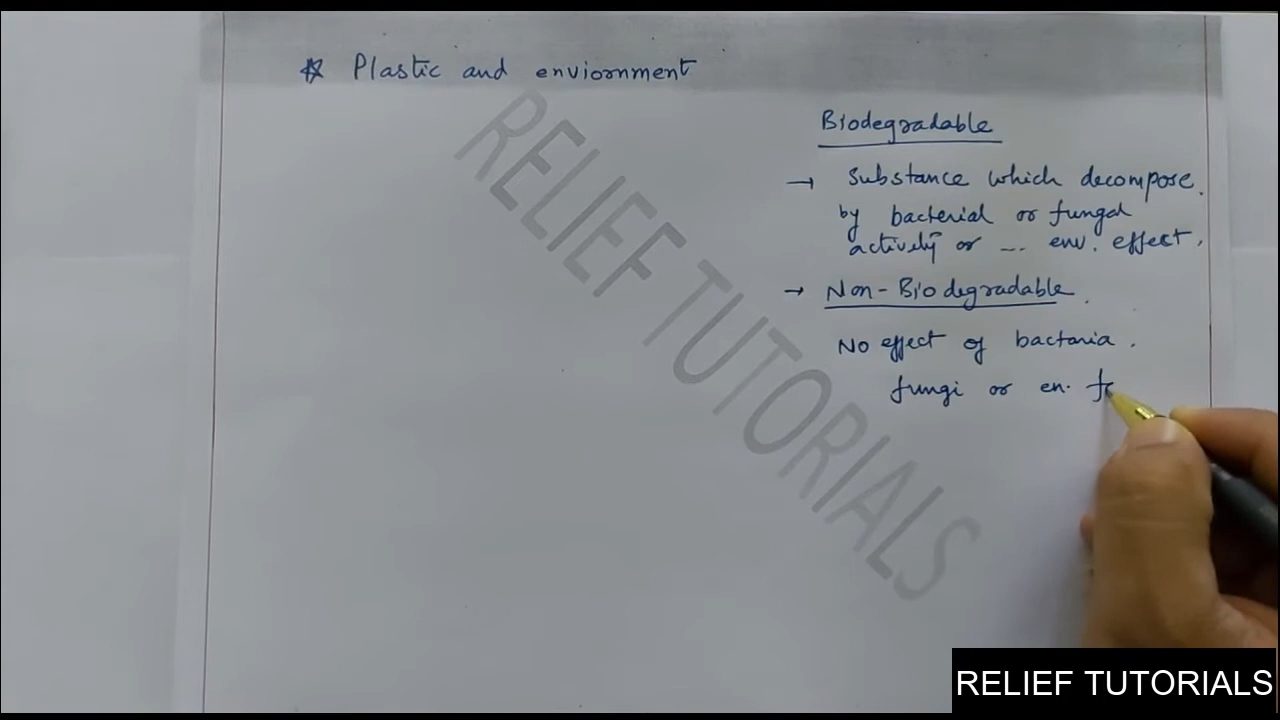 ☆ Plastic and enviornment
Biodegradable
→ Substance which decompose.
by bacterial or fungal
activity or ... env. effect.
→ Non-Biodegradable.
No effect of bacteria.
fungi or en.
RELIEF TUTORIALS
RELIEF TUTORIALS